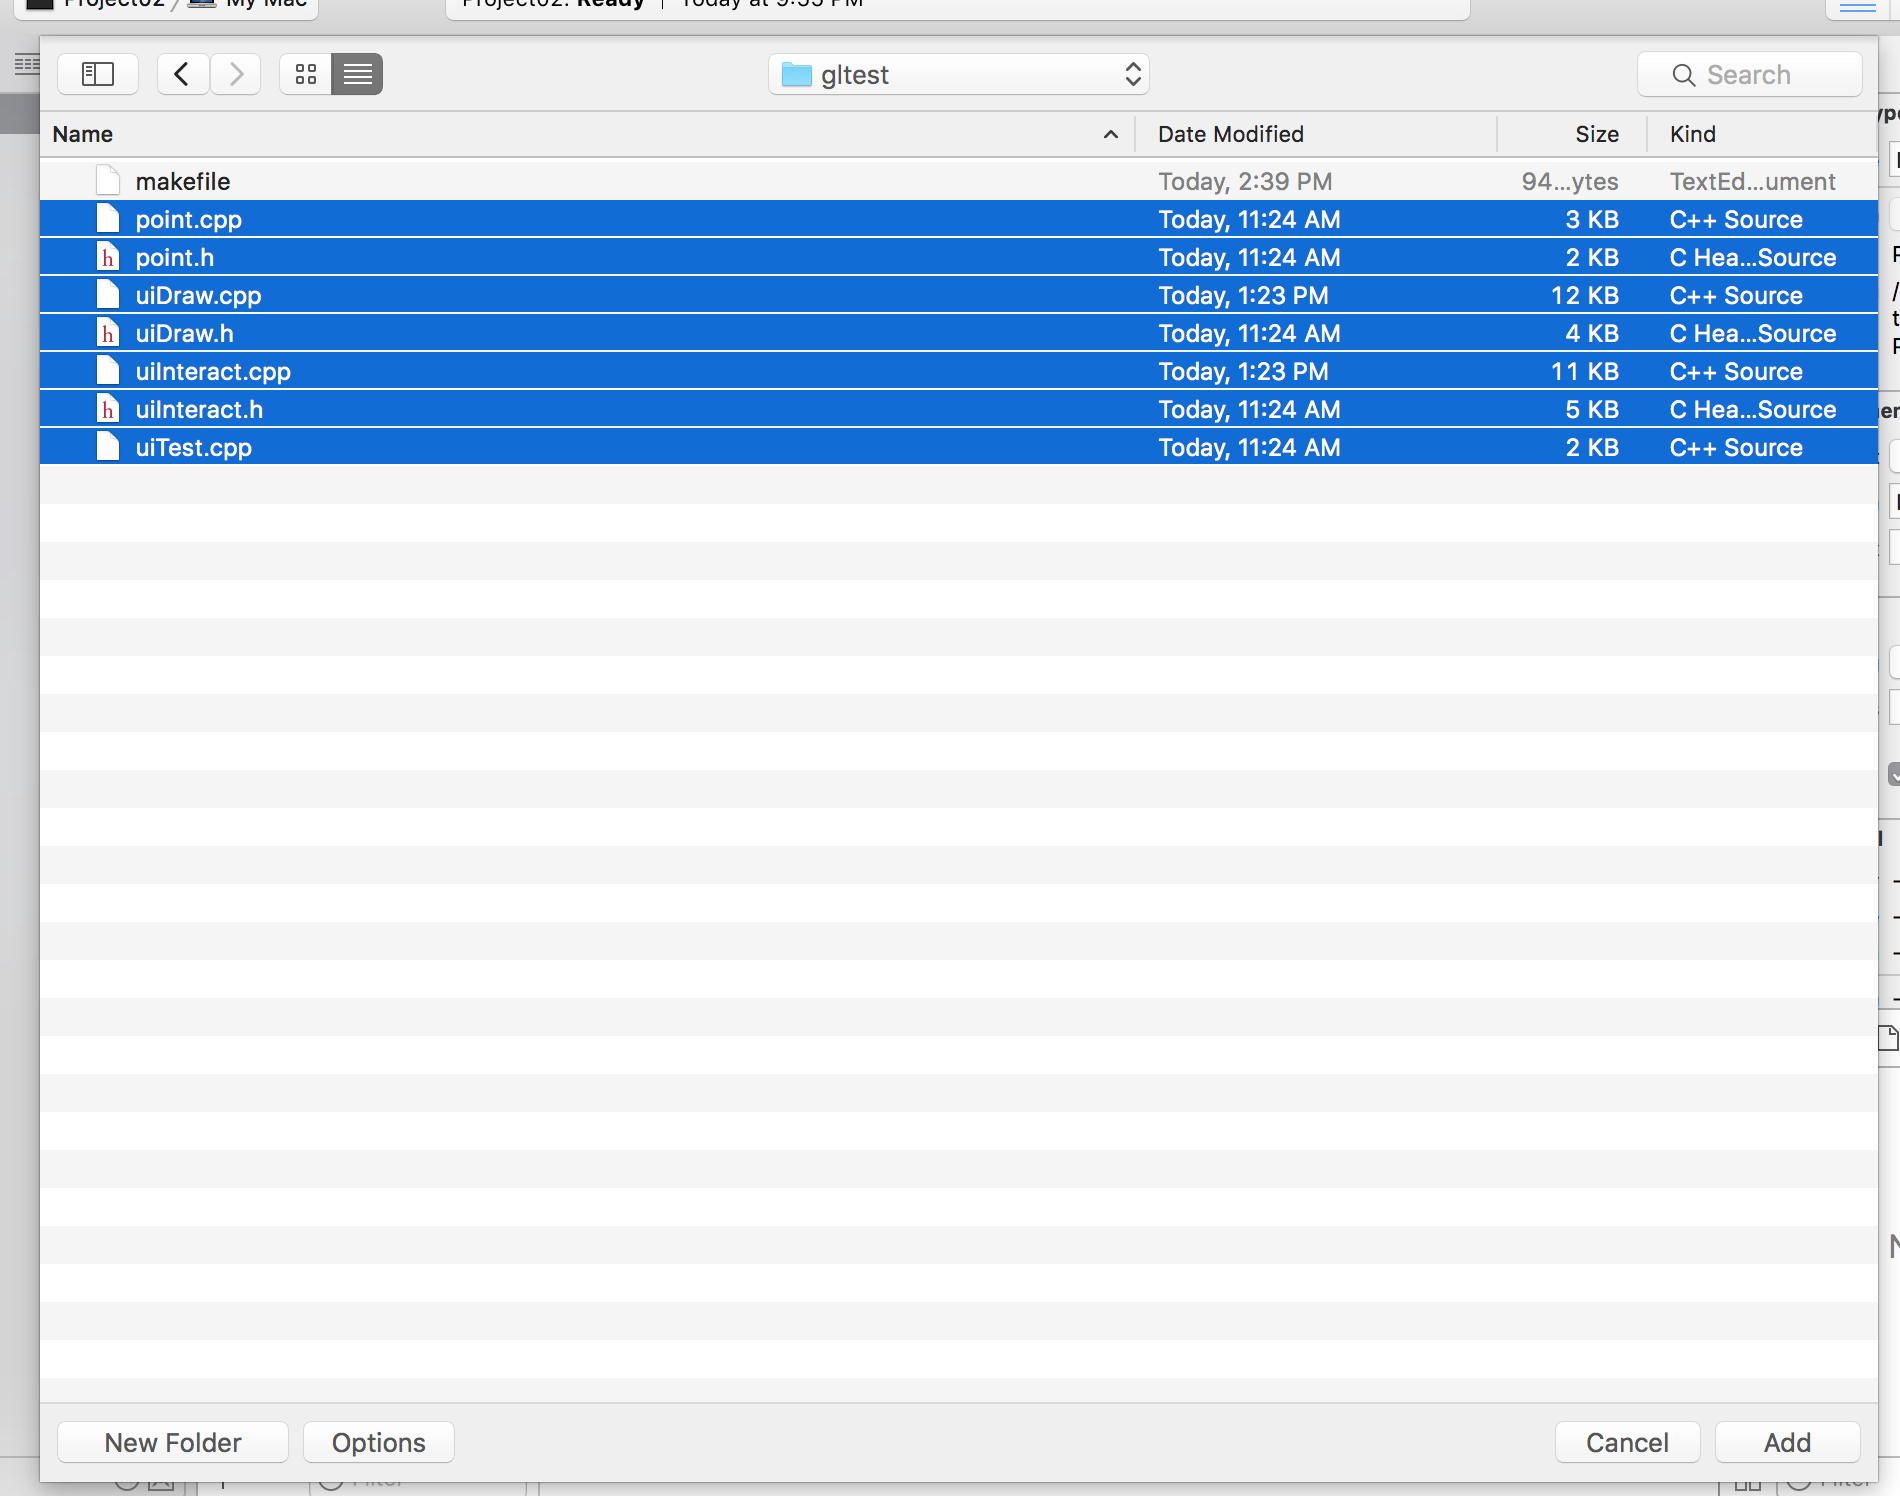 Project02 My Mac Project02: Ready | Today at 9:55 PM
gltest Search
Name Date Modified Size Kind
makefile Today, 2:39 PM 94...ytes TextEd...ument
point.cpp Today, 11:24 AM 3 KB C++ Source
h point.h Today, 11:24 AM 2 KB C Hea...Source
uiDraw.cpp Today, 1:23 PM 12 KB C++ Source
h uiDraw.h Today, 11:24 AM 4 KB C Hea...Source
uiInteract.cpp Today, 1:23 PM 11 KB C++ Source
h uiInteract.h Today, 11:24 AM 5 KB C Hea...Source
uiTest.cpp Today, 11:24 AM 2 KB C++ Source
New Folder Options Cancel Add